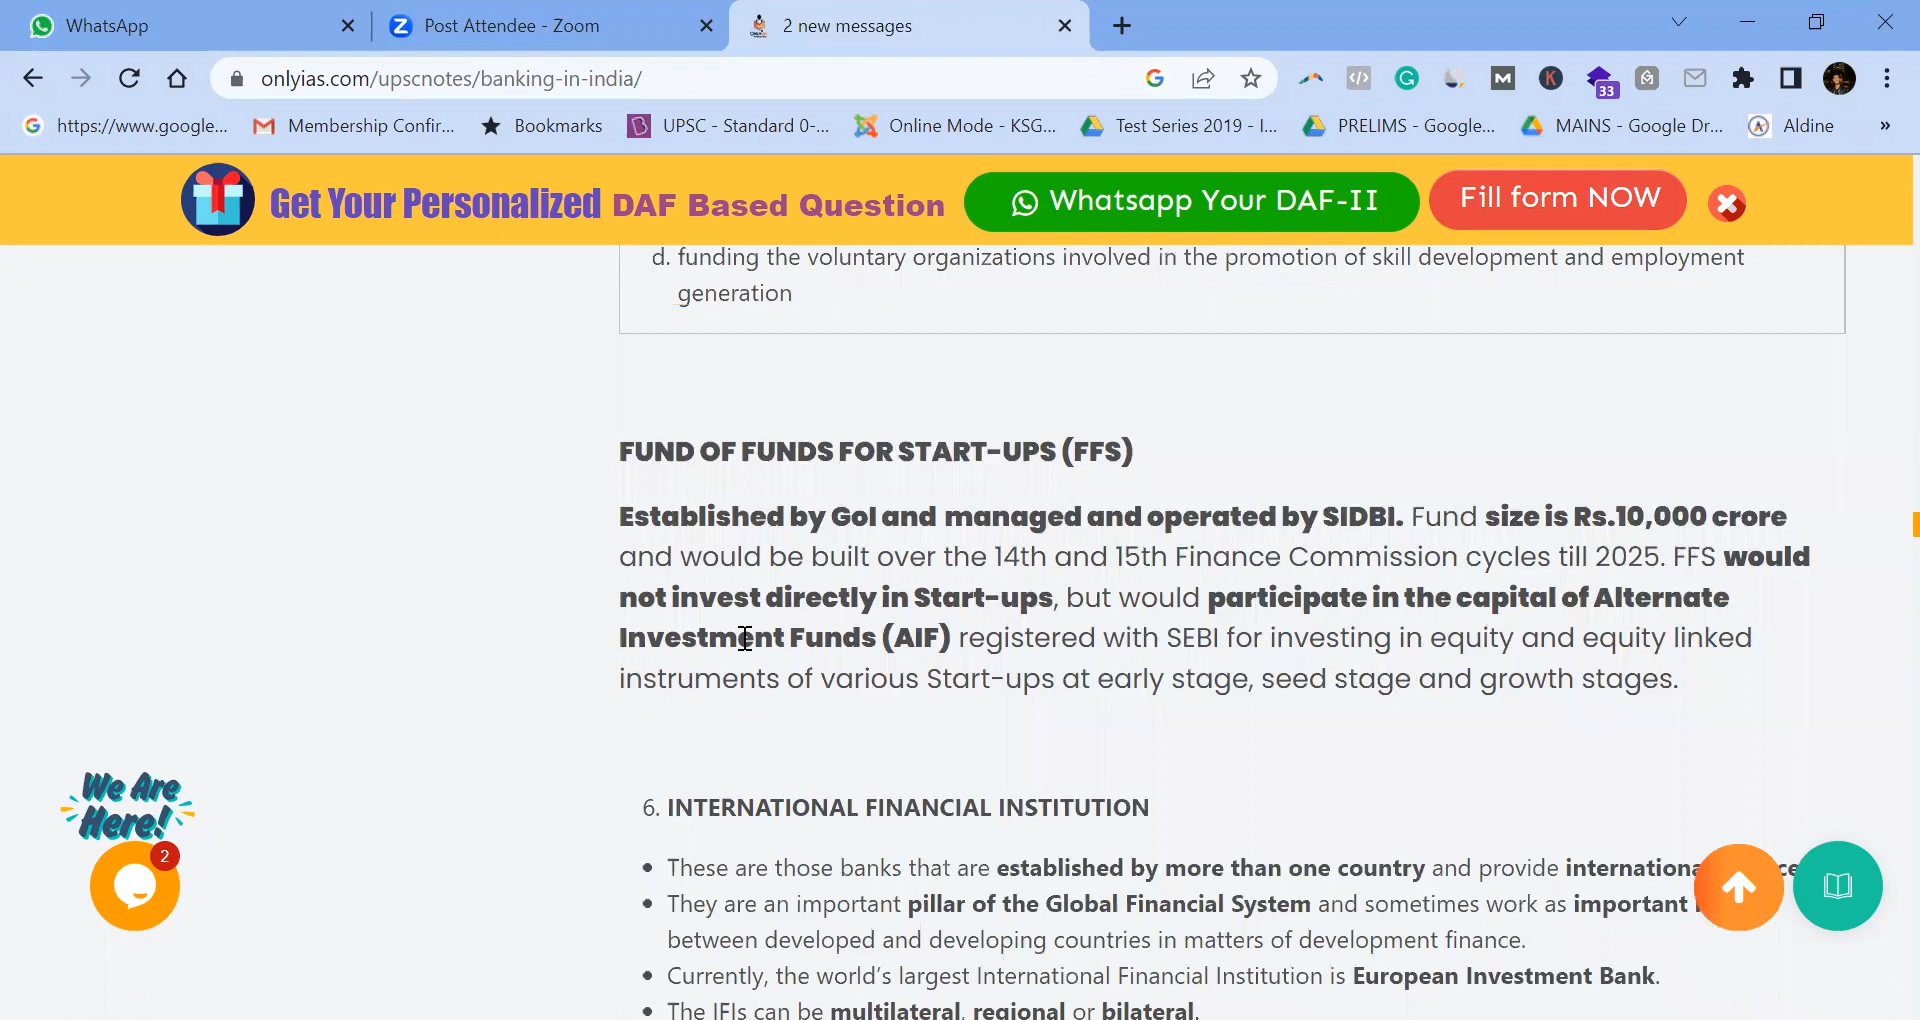 WhatsApp
Post Attendee - Zoom
2 new messages
onlyias.com/upscnotes/banking-in-india/
33
https://www.google...
Membership Confir...
Bookmarks
UPSC - Standard 0-...
Online Mode - KSG...
Test Series 2019 - I...
PRELIMS - Google...
MAINS - Google Dr...
Aldine
»
Get Your Personalized DAF Based Question
Whatsapp Your DAF-II
Fill form NOW
d. funding the voluntary organizations involved in the promotion of skill development and employment
generation
FUND OF FUNDS FOR START-UPS (FFS)
Established by GoI and managed and operated by SIDBI. Fund size is Rs.10,000 crore
and would be built over the 14th and 15th Finance Commission cycles till 2025. FFS would
not invest directly in Start-ups, but would participate in the capital of Alternate
Investment Funds (AIF) registered with SEBI for investing in equity and equity linked
instruments of various Start-ups at early stage, seed stage and growth stages.
We Are
Here!
2
6. INTERNATIONAL FINANCIAL INSTITUTION
• These are those banks that are established by more than one country and provide internationa
• They are an important pillar of the Global Financial System and sometimes work as important
between developed and developing countries in matters of development finance.
• Currently, the world's largest International Financial Institution is European Investment Bank.
• The IFIs can be multilateral, regional or bilateral.